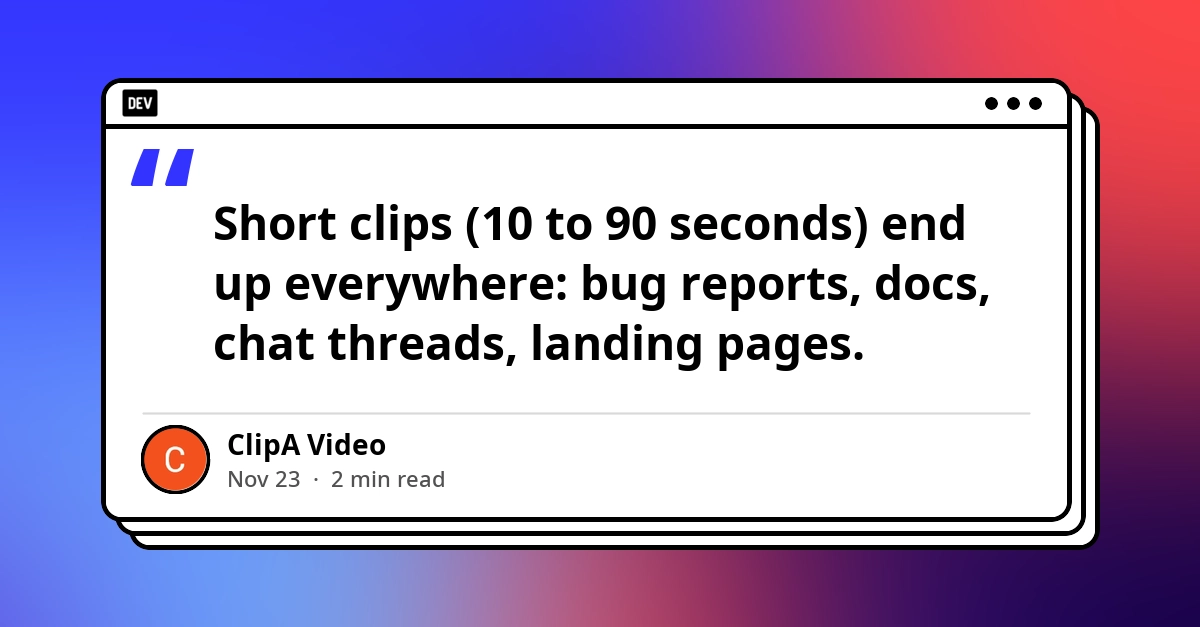 DEV
Short clips (10 to 90 seconds) end
up everywhere: bug reports, docs,
chat threads, landing pages.
C
ClipA Video
Nov 23 · 2 min read